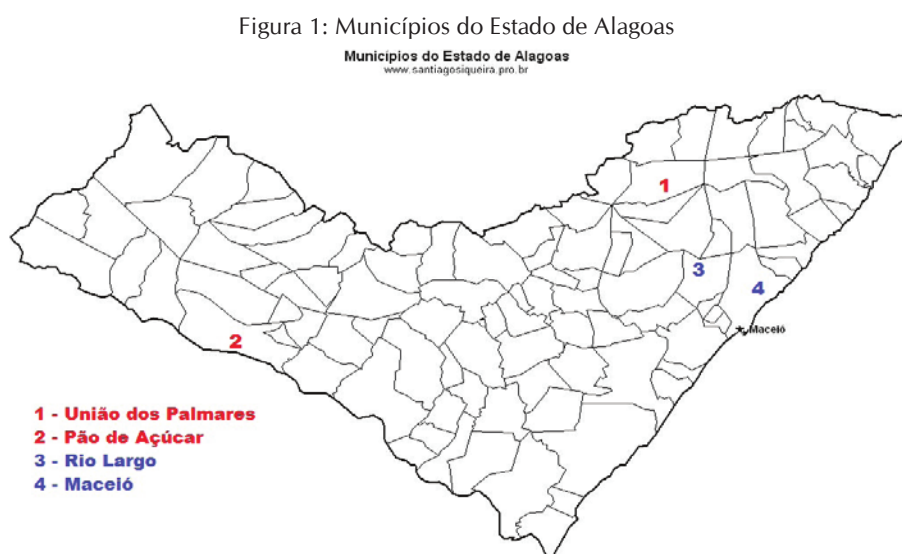 Figura 1: Municípios do Estado de Alagoas
Municípios do Estado de Alagoas
www.santiagosiqueira.pro.br
1
3
4
Maceió
2
1 - União dos Palmares
2 - Pão de Açúcar
3 - Rio Largo
4 - Maceió